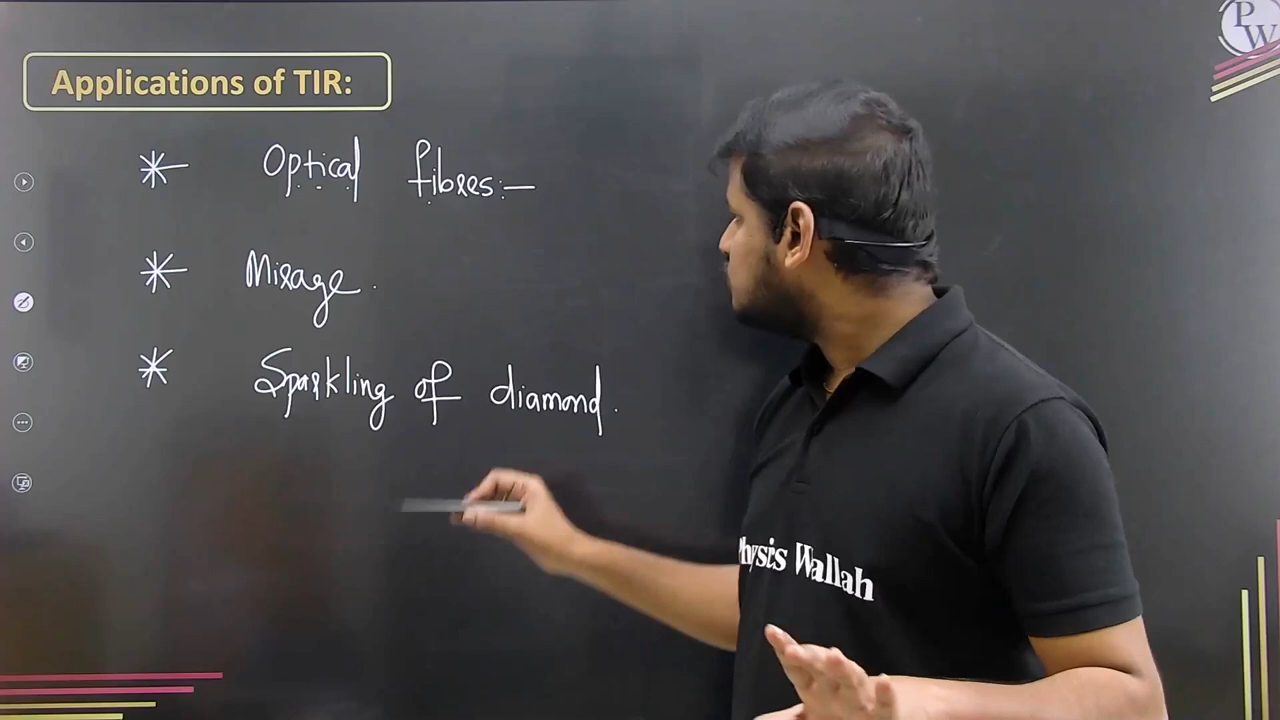 P
W
Applications of TIR:
* Optical fibres:-
* Mirage.
* Sparkling of diamond.
Physics Wallah